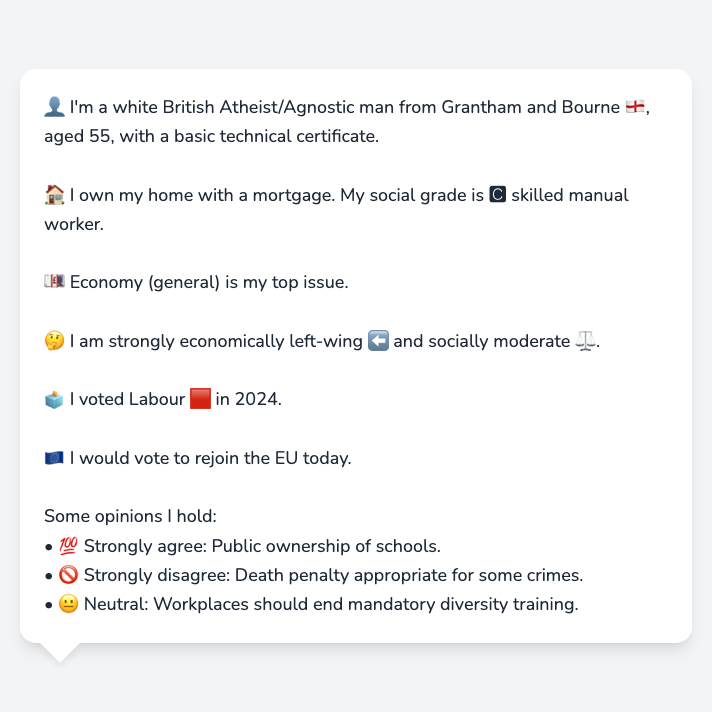 👤 I'm a white British Atheist/Agnostic man from Grantham and Bourne 🏴󠁧󠁢󠁥󠁮󠁧󠁿,
aged 55, with a basic technical certificate.
🏠 I own my home with a mortgage. My social grade is 🅲 skilled manual
worker.
💷 Economy (general) is my top issue.
🤔 I am strongly economically left-wing ⬅️ and socially moderate ⚖️.
🗳️ I voted Labour 🟥 in 2024.
🇪🇺 I would vote to rejoin the EU today.
Some opinions I hold:
• 💯 Strongly agree: Public ownership of schools.
• 🚫 Strongly disagree: Death penalty appropriate for some crimes.
• 😐 Neutral: Workplaces should end mandatory diversity training.